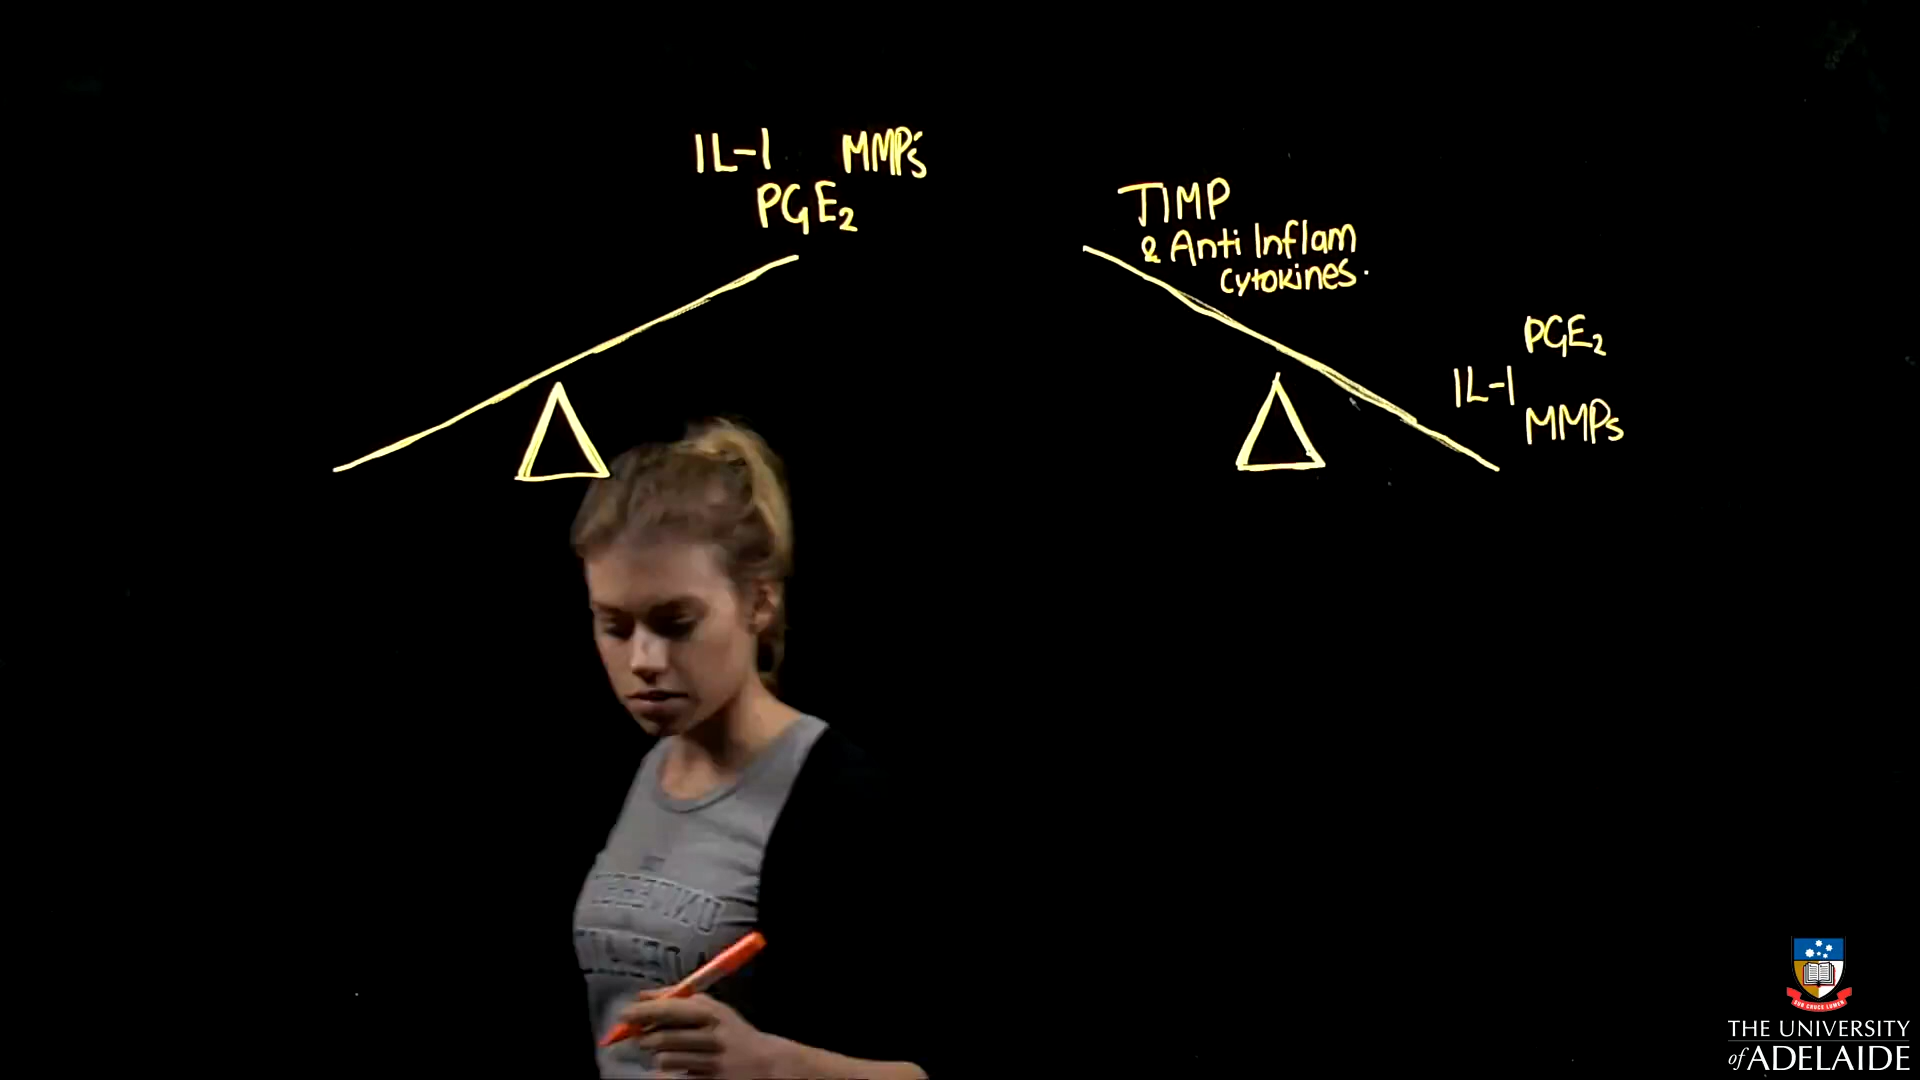 IL-1 MMP's
PGE2
TIMP
& Anti Inflam
cytokines.
PGE2
IL-1
MMPs
THE UNIVERSITY
of ADELAIDE